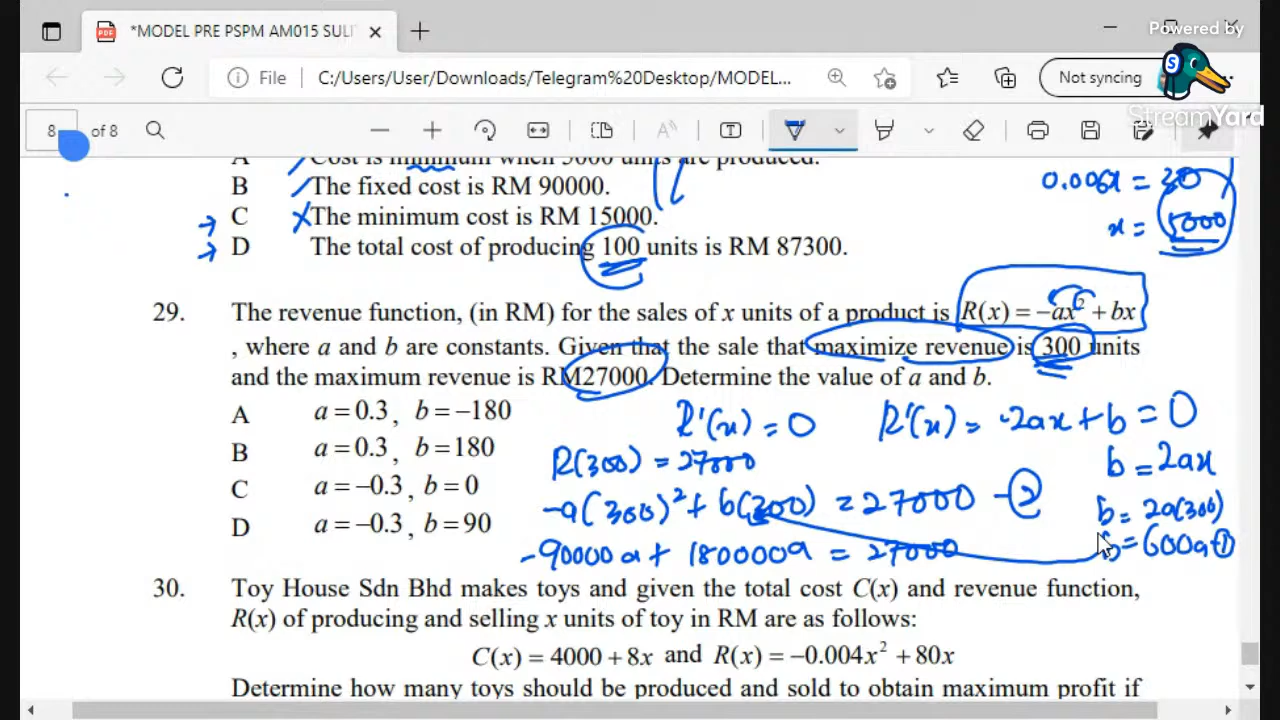 Powered by
StreamYard
*MODEL PRE PSPM AM015 SULI
File C:/Users/User/Downloads/Telegram%20Desktop/MODEL... Not syncing
8 of 8
A Cost is minimum when 5000 units are produced.
B The fixed cost is RM 90000.
C The minimum cost is RM 15000.
D The total cost of producing 100 units is RM 87300.
0.006x = 30
x = 5000
29. The revenue function, (in RM) for the sales of x units of a product is R(x) = −ax² + bx
, where a and b are constants. Given that the sale that maximize revenue is 300 units
and the maximum revenue is RM27000. Determine the value of a and b.
A a = 0.3 , b = −180
B a = 0.3 , b = 180
C a = −0.3 , b = 0
D a = −0.3 , b = 90
R'(x) = 0
R'(x) = -2ax + b = 0
b = 2ax
R(300) = 27000
b = 2a(300)
-a(300)² + b(300) = 27000 - ②
b = 600a ①
-90000a + 180000a = 27000
30. Toy House Sdn Bhd makes toys and given the total cost C(x) and revenue function,
R(x) of producing and selling x units of toy in RM are as follows:
C(x) = 4000 + 8x and R(x) = −0.004x² + 80x
Determine how many toys should be produced and sold to obtain maximum profit if